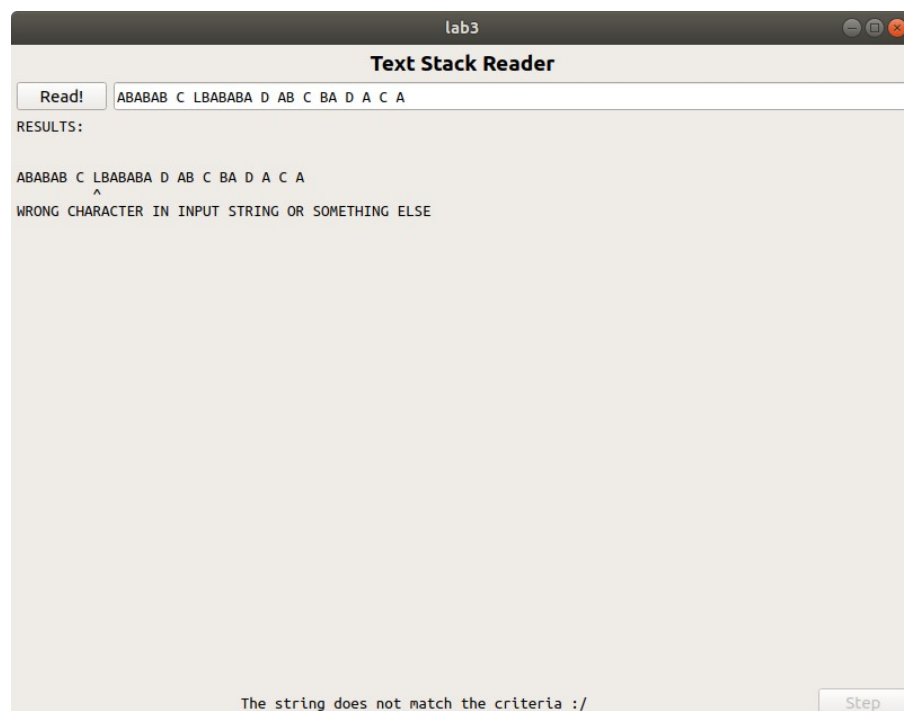 lab3
Text Stack Reader
Read! ABABAB C LBABABA D AB C BA D A C A
RESULTS:
ABABAB C LBABABA D AB C BA D A C A
^
WRONG CHARACTER IN INPUT STRING OR SOMETHING ELSE
The string does not match the criteria :/ Step